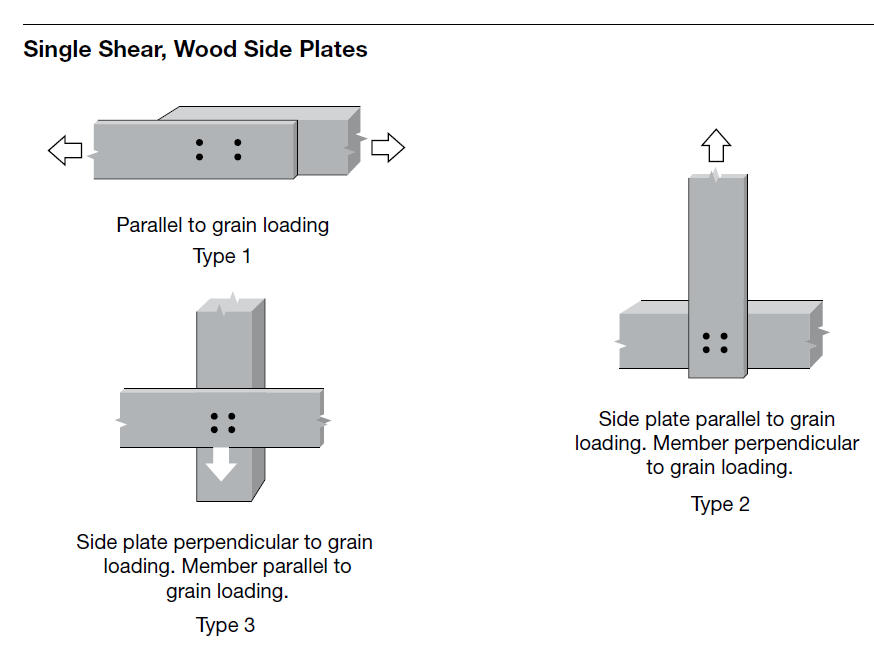 Single Shear, Wood Side Plates
Parallel to grain loading
Type 1
Side plate parallel to grain
loading. Member perpendicular
to grain loading.
Type 2
Side plate perpendicular to grain
loading. Member parallel to
grain loading.
Type 3